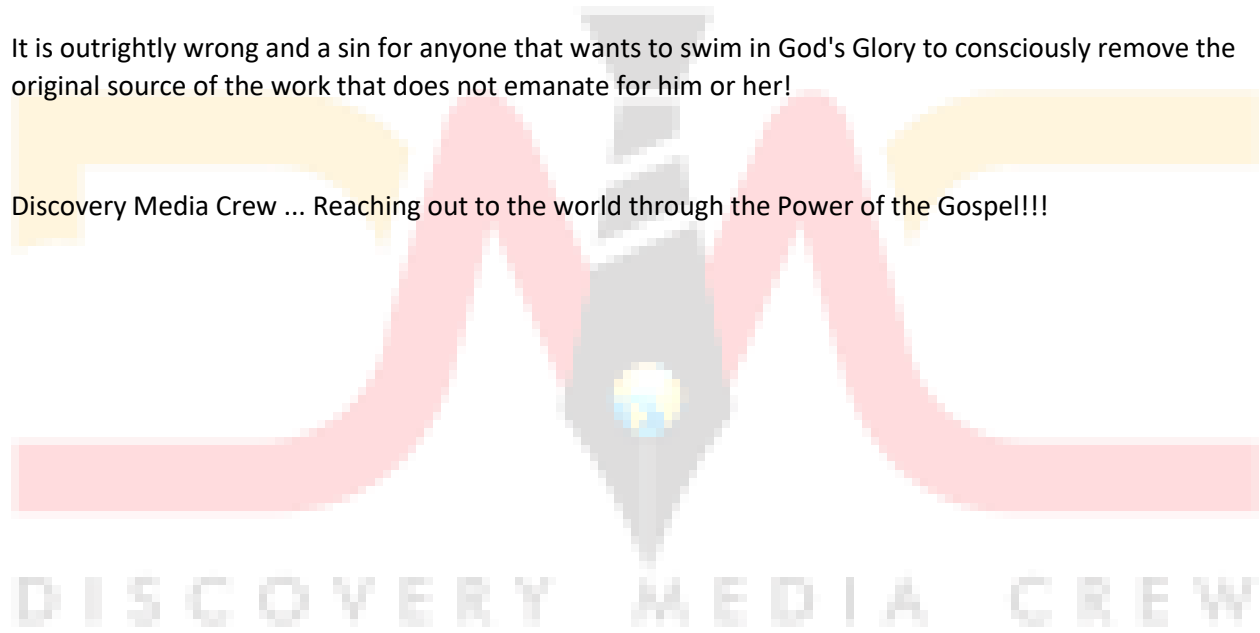 It is outrightly wrong and a sin for anyone that wants to swim in God's Glory to consciously remove the
original source of the work that does not emanate for him or her!
Discovery Media Crew ... Reaching out to the world through the Power of the Gospel!!!
DISCOVERY MEDIA CREW